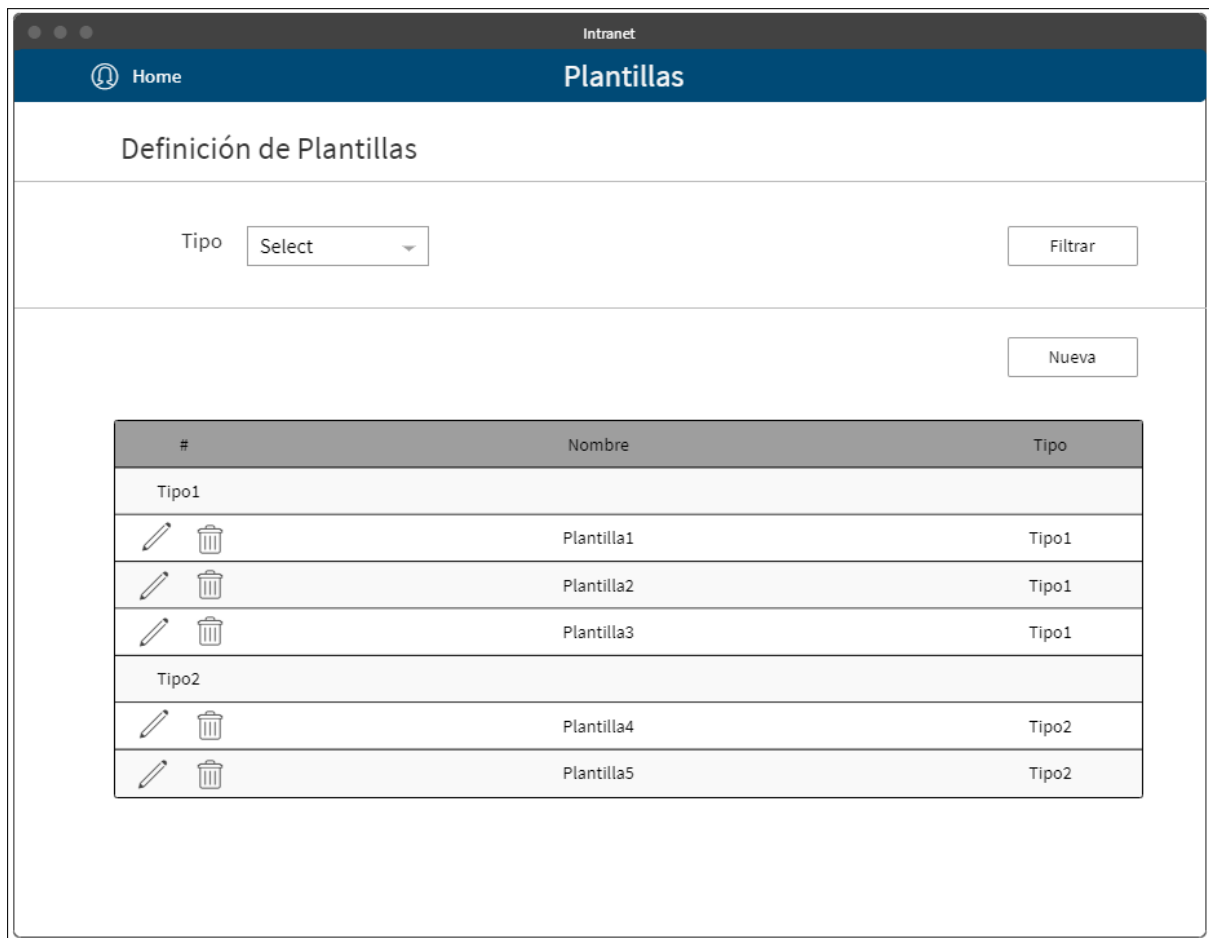 Intranet
Home Plantillas
Definición de Plantillas
Tipo Select Filtrar
Nueva
# Nombre Tipo
Tipo1
Plantilla1 Tipo1
Plantilla2 Tipo1
Plantilla3 Tipo1
Tipo2
Plantilla4 Tipo2
Plantilla5 Tipo2